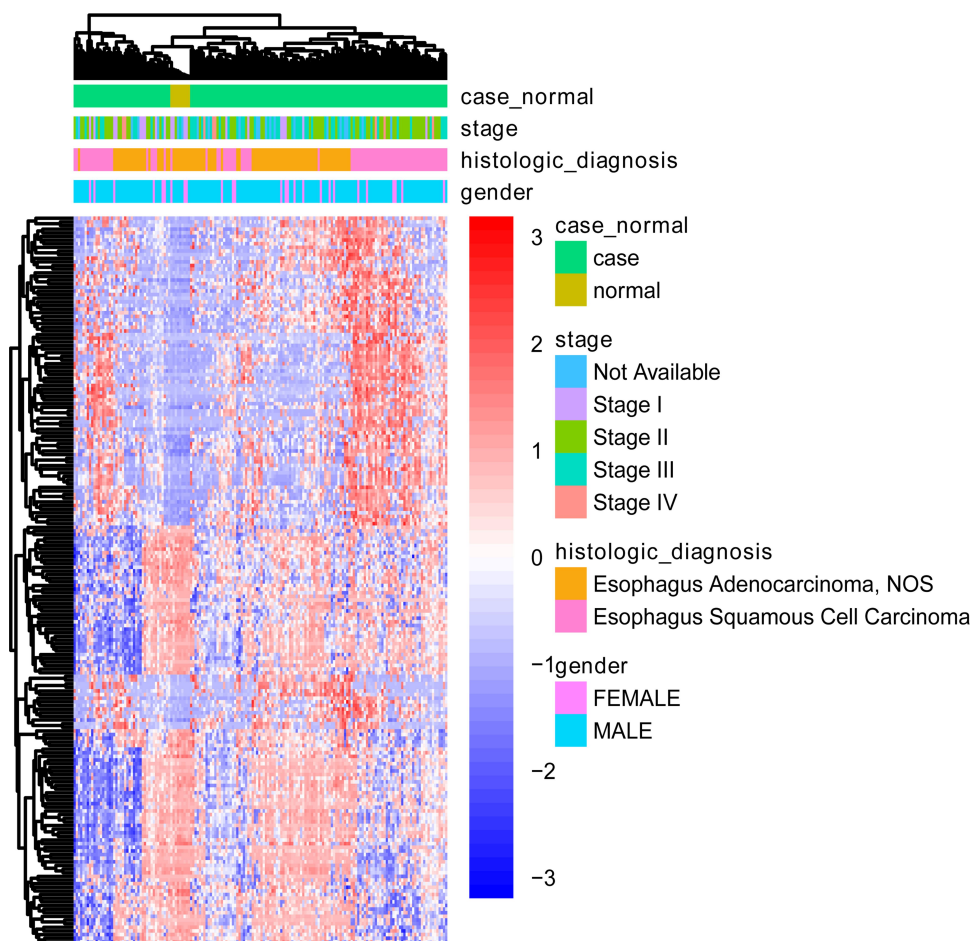 case_normal
stage
histologic_diagnosis
gender
3
2
1
0
−1
−2
−3
case_normal
case
normal
stage
Not Available
Stage I
Stage II
Stage III
Stage IV
histologic_diagnosis
Esophagus Adenocarcinoma, NOS
Esophagus Squamous Cell Carcinoma
gender
FEMALE
MALE